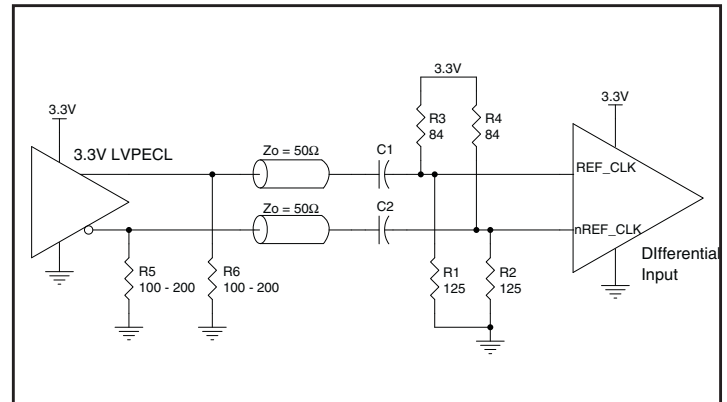 3.3V
3.3V LVPECL
R5
100 - 200
R6
100 - 200
Zo = 50Ω
Zo = 50Ω
C1
C2
3.3V
R3
84
R4
84
R1
125
R2
125
3.3V
REF_CLK
nREF_CLK
DIfferential
Input